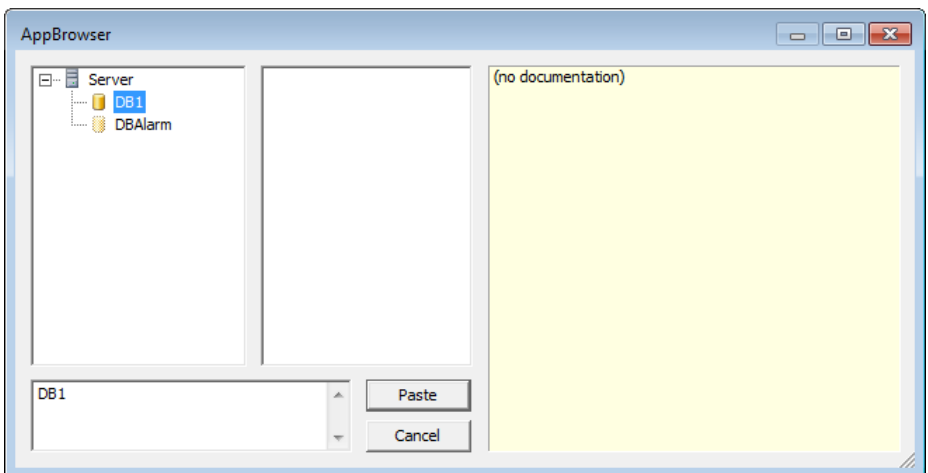 AppBrowser
Server
DB1
DBAlarm
(no documentation)
DB1
Paste
Cancel